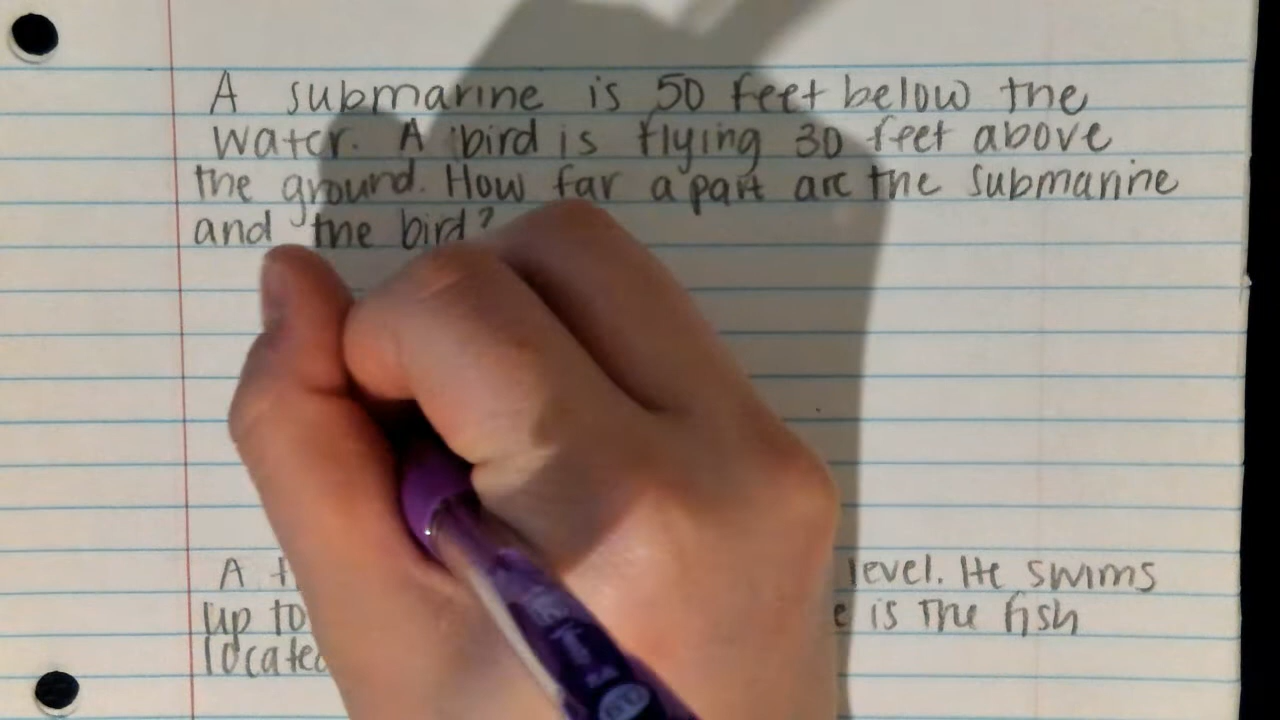 A submarine is 50 feet below the
water. A bird is flying 30 feet above
the ground. How far apart are the submarine
and the bird?
A level. He swims
up to is the fish
located